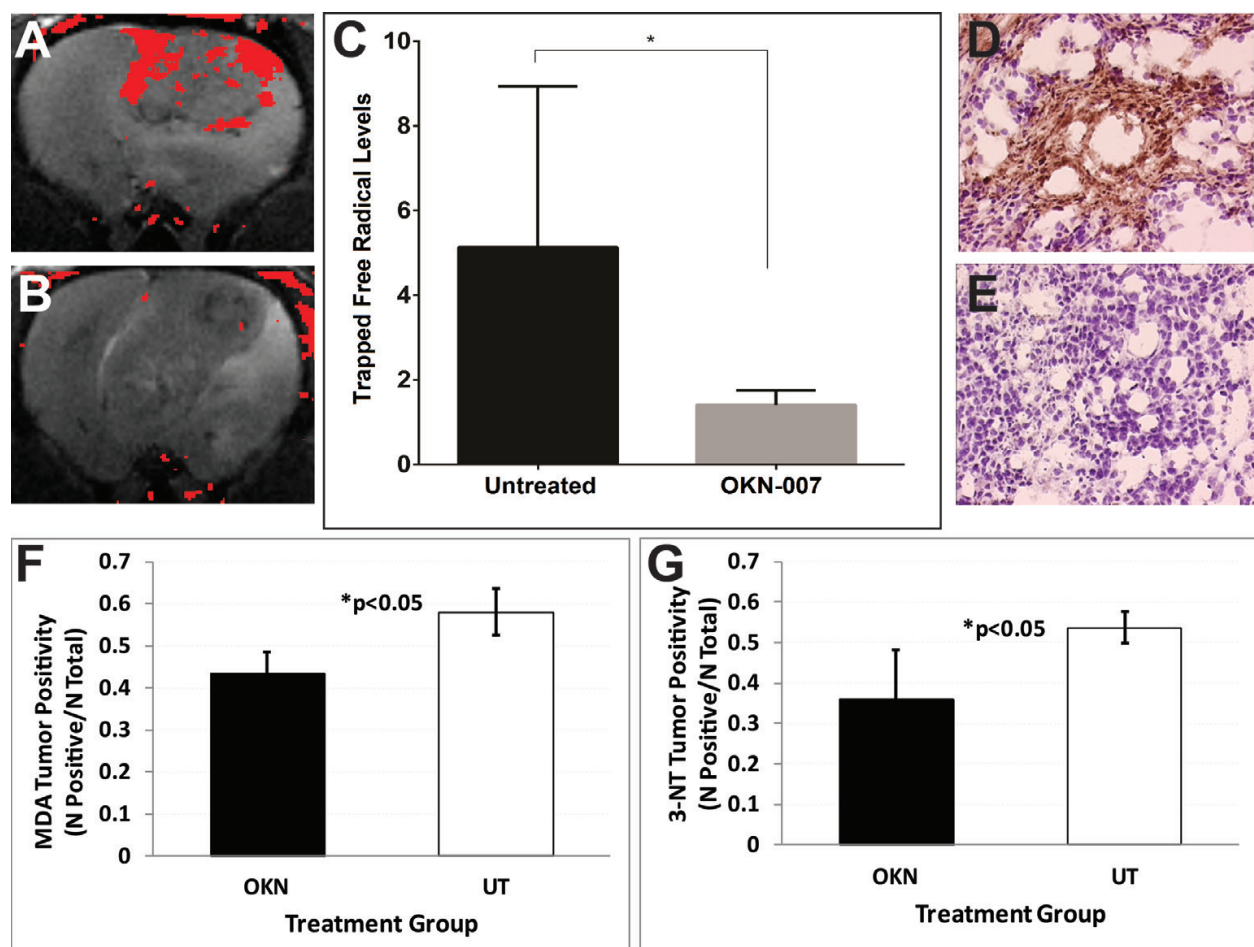 A
B
C
*
Trapped Free Radical Levels
10
8
6
4
2
0
Untreated
OKN-007
D
E
F
MDA Tumor Positivity
(N Positive/N Total)
0.7
0.6
0.5
0.4
0.3
0.2
0.1
0
*p<0.05
OKN
UT
Treatment Group
G
3-NT Tumor Positivity
(N Positive/N Total)
0.7
0.6
0.5
0.4
0.3
0.2
0.1
0
*p<0.05
OKN
UT
Treatment Group